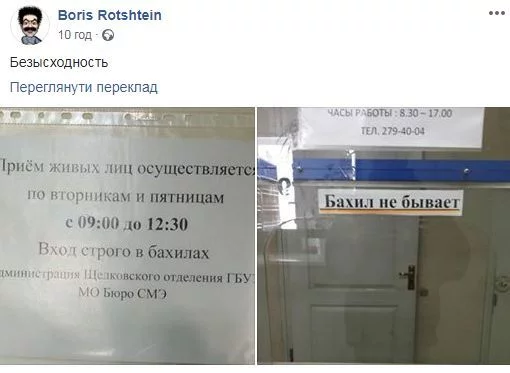 Boris Rotshtein
10 год ·
Безысходность
Переглянути переклад
Приём живых лиц осуществляется
по вторникам и пятницам
с 09:00 до 12:30
Вход строго в бахилах
дминистрация Щелковского отделения ГБУ
МО Бюро СМЭ
ЧАСЫ РАБОТЫ : 8.30 – 17.00
ТЕЛ. 279-40-04
Бахил не бывает